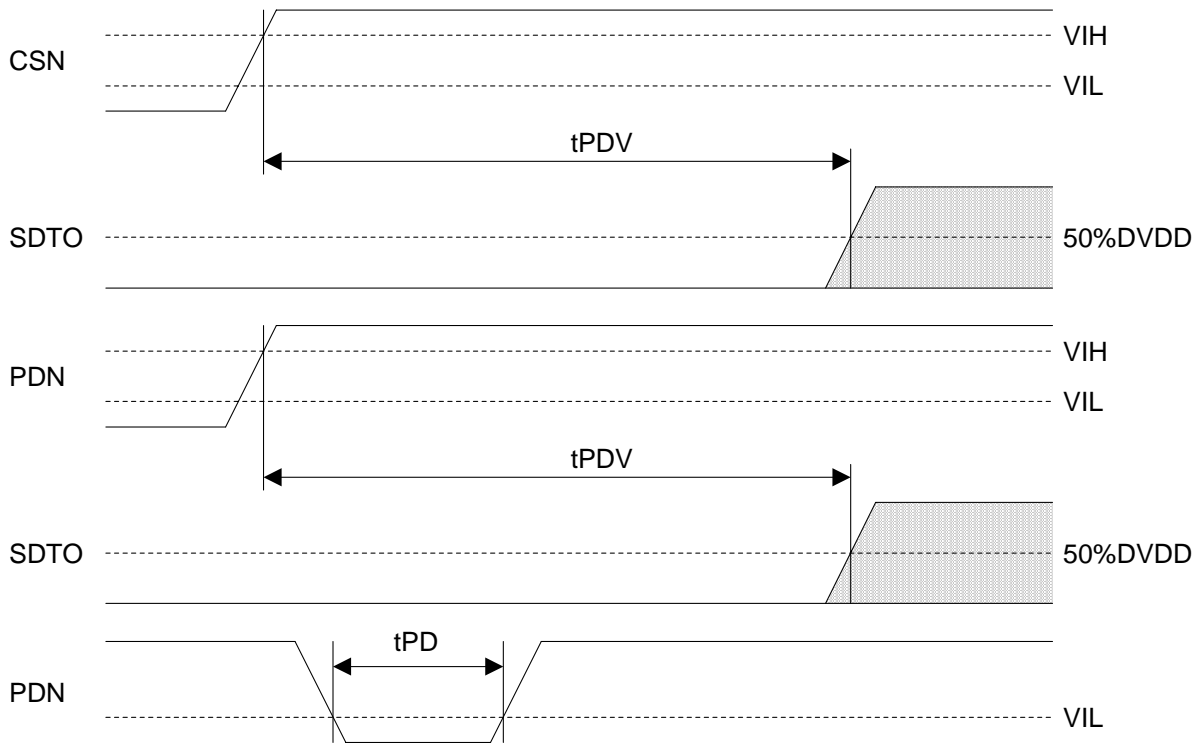 CSN
VIH
VIL
tPDV
SDTO
50%DVDD
PDN
VIH
VIL
tPDV
SDTO
50%DVDD
tPD
PDN
VIL